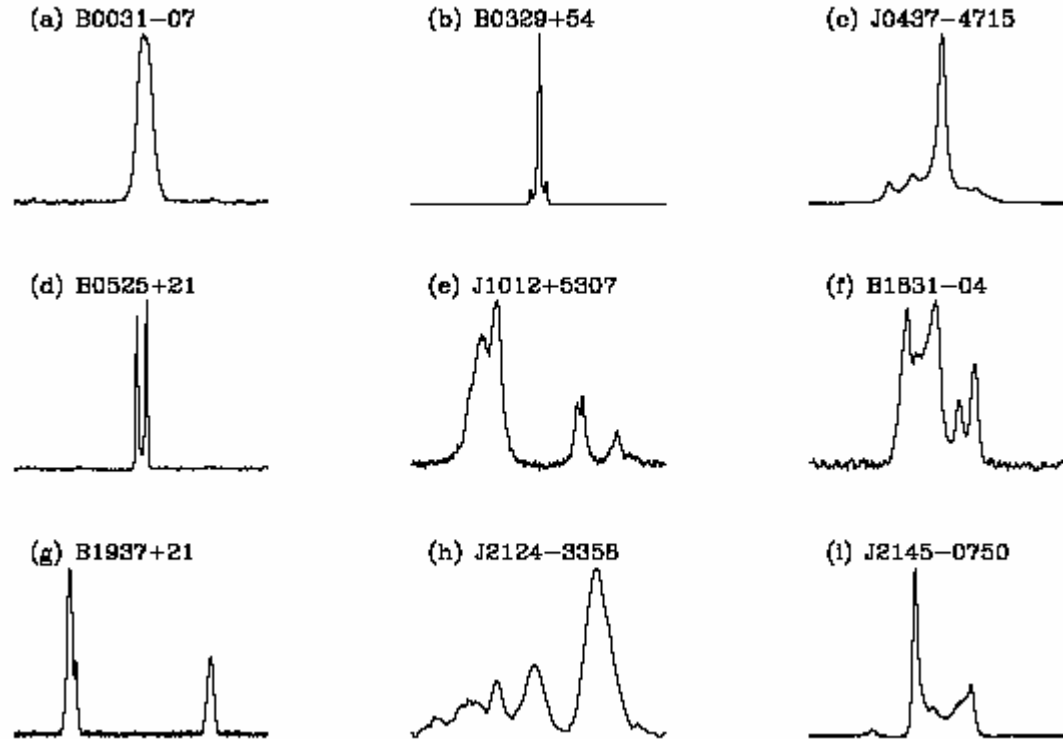 (a) B0031−07
(b) B0329+54
(c) J0437−4715
(d) B0525+21
(e) J1012+5307
(f) B1831−04
(g) B1937+21
(h) J2124−3358
(i) J2145−0750